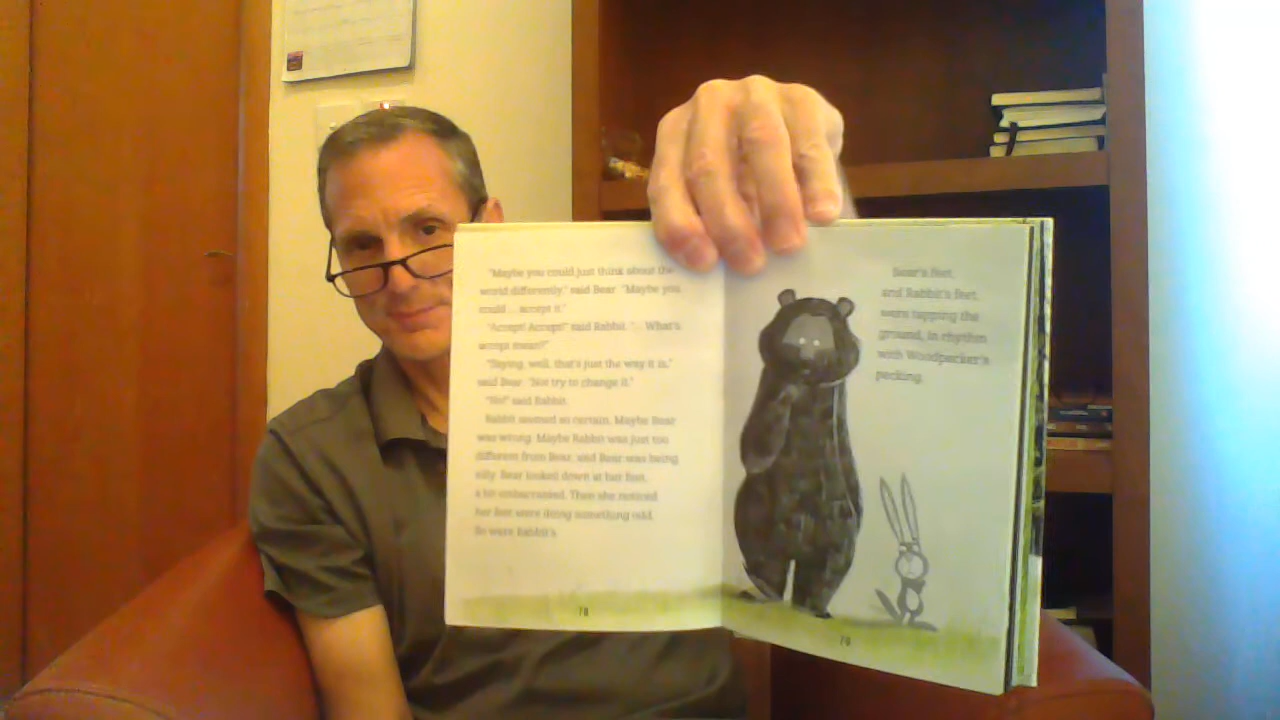 "Maybe you could just think about the
world differently," said Bear. "Maybe you
could ... accept it."
"Accept! Accept!" said Rabbit. "... What's
accept mean?"
"Saying, well, that's just the way it is,"
said Bear. "Not try to change it."
"No!" said Rabbit.
Rabbit seemed so certain. Maybe Bear
was wrong. Maybe Rabbit was just too
different from Bear, and Bear was being
silly. Bear looked down at her feet,
a bit embarrassed. Then she noticed
her feet were doing something odd.
So were Rabbit's.
78
Bear's feet,
and Rabbit's feet,
were tapping the
ground, in rhythm
with Woodpecker's
pecking.
79